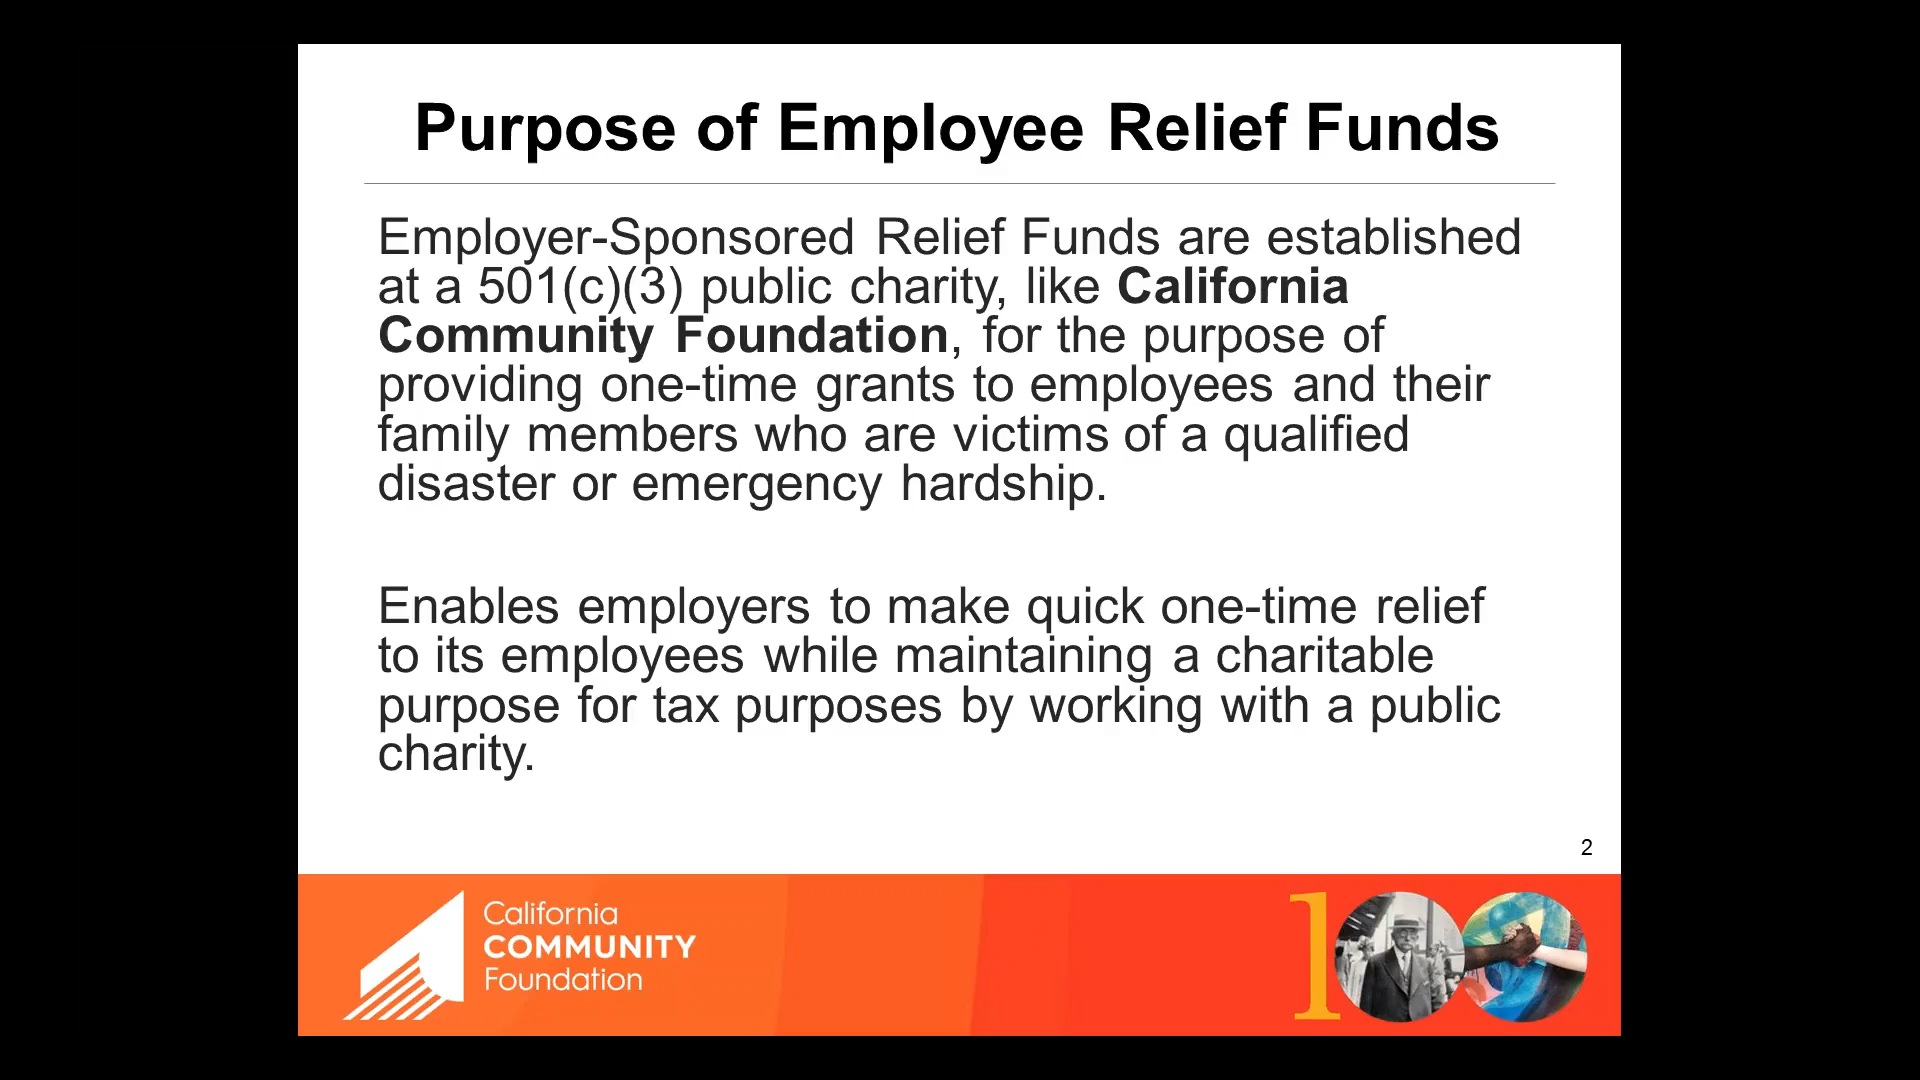 Purpose of Employee Relief Funds
Employer-Sponsored Relief Funds are established
at a 501(c)(3) public charity, like California
Community Foundation, for the purpose of
providing one-time grants to employees and their
family members who are victims of a qualified
disaster or emergency hardship.
Enables employers to make quick one-time relief
to its employees while maintaining a charitable
purpose for tax purposes by working with a public
charity.
2
California
COMMUNITY
Foundation
100